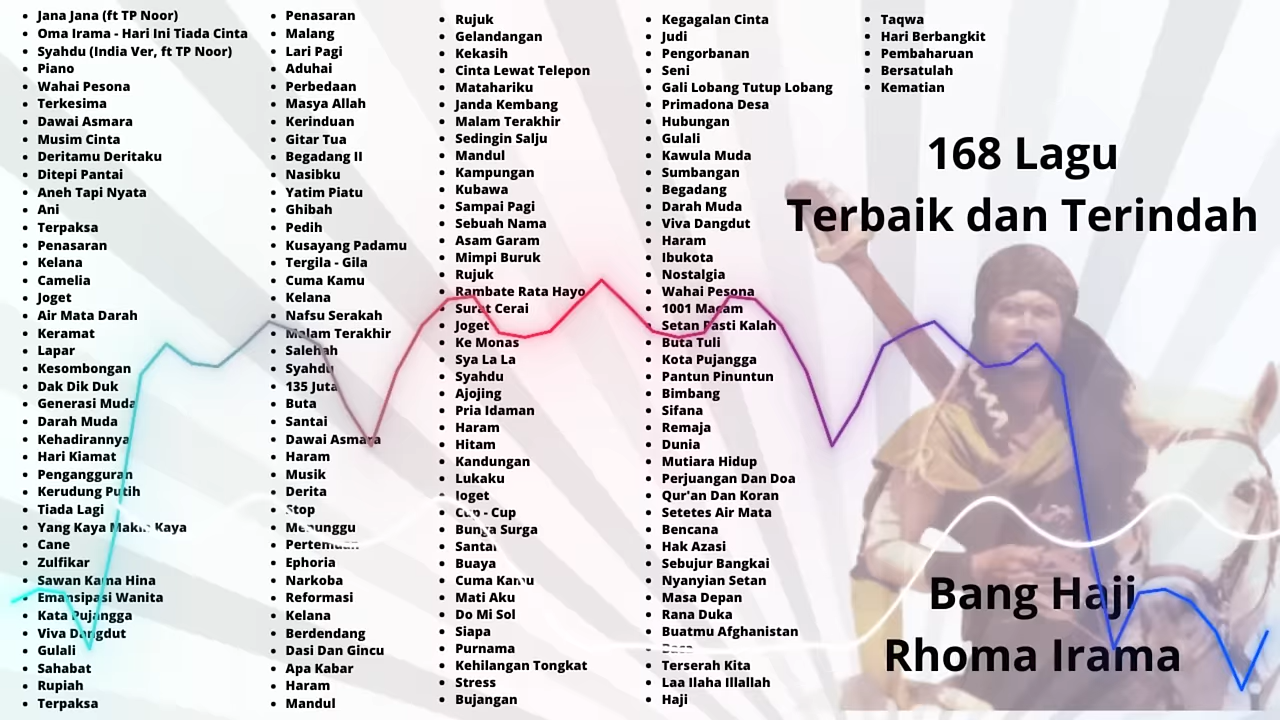 Jana Jana (ft TP Noor)
Oma Irama - Hari Ini Tiada Cinta
Syahdu (India Ver, ft TP Noor)
Piano
Wahai Pesona
Terkesima
Dawai Asmara
Musim Cinta
Deritamu Deritaku
Ditepi Pantai
Aneh Tapi Nyata
Ani
Terpaksa
Penasaran
Kelana
Camelia
Joget
Air Mata Darah
Keramat
Lapar
Kesombongan
Dak Dik Duk
Generasi Muda
Darah Muda
Kehadirannya
Hari Kiamat
Pengangguran
Kerudung Putih
Tiada Lagi
Yang Kaya Makin Kaya
Cane
Zulfikar
Sawan Kama Hina
Emansipasi Wanita
Kata Pujangga
Viva Dangdut
Gulali
Sahabat
Rupiah
Terpaksa
Penasaran
Malang
Lari Pagi
Aduhai
Perbedaan
Masya Allah
Kerinduan
Gitar Tua
Begadang II
Nasibku
Yatim Piatu
Ghibah
Pedih
Kusayang Padamu
Tergila - Gila
Cuma Kamu
Kelana
Nafsu Serakah
Malam Terakhir
Salehah
Syahdu
135 Juta
Buta
Santai
Dawai Asmara
Haram
Musik
Derita
Stop
Menunggu
Pertemuan
Ephoria
Narkoba
Reformasi
Kelana
Berdendang
Dasi Dan Gincu
Apa Kabar
Haram
Mandul
Rujuk
Gelandangan
Kekasih
Cinta Lewat Telepon
Matahariku
Janda Kembang
Malam Terakhir
Sedingin Salju
Mandul
Kampungan
Kubawa
Sampai Pagi
Sebuah Nama
Asam Garam
Mimpi Buruk
Rujuk
Rambate Rata Hayo
Surat Cerai
Joget
Ke Monas
Sya La La
Syahdu
Ajojing
Pria Idaman
Haram
Hitam
Kandungan
Lukaku
Joget
Cup - Cup
Bunga Surga
Santai
Buaya
Cuma Kamu
Mati Aku
Do Mi Sol
Siapa
Purnama
Kehilangan Tongkat
Stress
Bujangan
Kegagalan Cinta
Judi
Pengorbanan
Seni
Gali Lobang Tutup Lobang
Primadona Desa
Hubungan
Gulali
Kawula Muda
Sumbangan
Begadang
Darah Muda
Viva Dangdut
Haram
Ibukota
Nostalgia
Wahai Pesona
1001 Macam
Setan Pasti Kalah
Buta Tuli
Kota Pujangga
Pantun Pinuntun
Bimbang
Sifana
Remaja
Dunia
Mutiara Hidup
Perjuangan Dan Doa
Qur'an Dan Koran
Setetes Air Mata
Bencana
Hak Azasi
Sebujur Bangkai
Nyanyian Setan
Masa Depan
Rana Duka
Buatmu Afghanistan
Terserah Kita
Laa Ilaha Illallah
Haji
Taqwa
Hari Berbangkit
Pembaharuan
Bersatulah
Kematian
168 Lagu
Terbaik dan Terindah
Bang Haji
Rhoma Irama